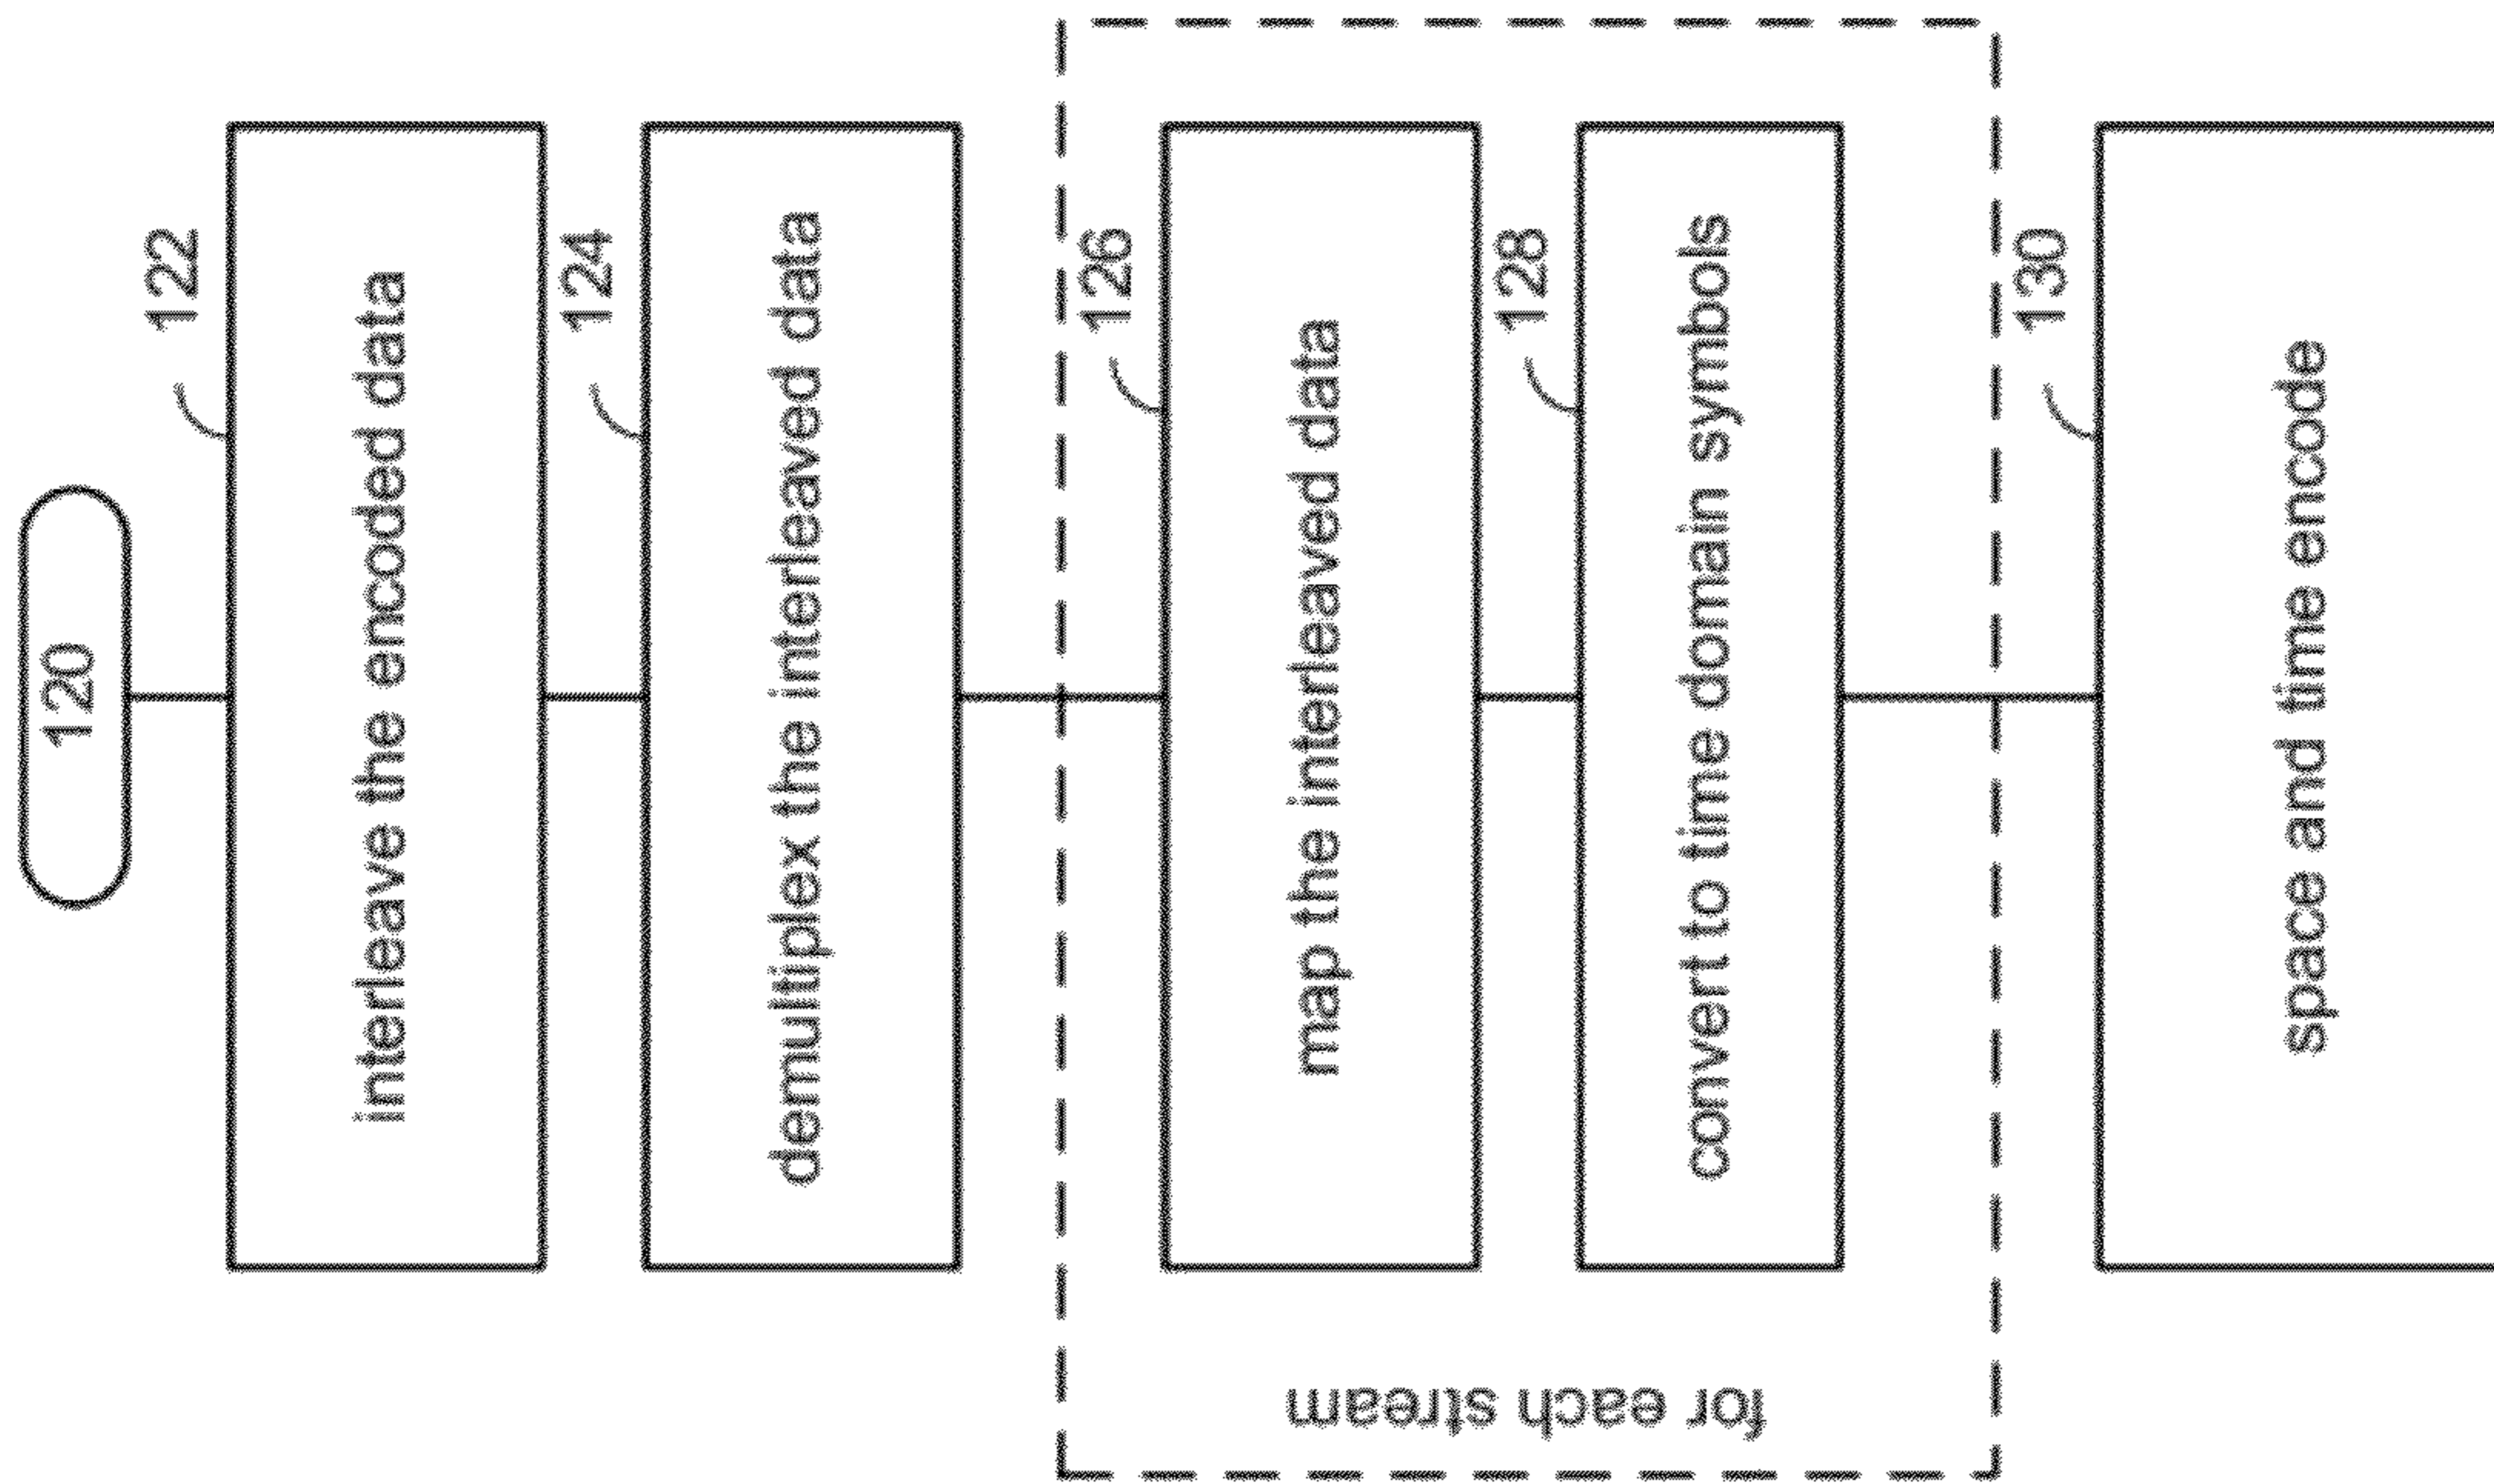 120
122
interleave the encoded data
124
demultiplex the interleaved data
126
map the interleaved data
128
convert to time domain symbols
for each stream
130
space and time encode